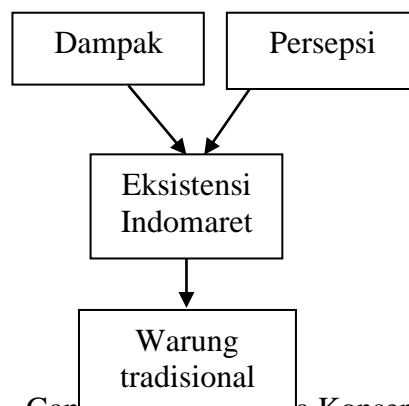 Dampak Persepsi
Eksistensi
Indomaret
Warung
tradisional